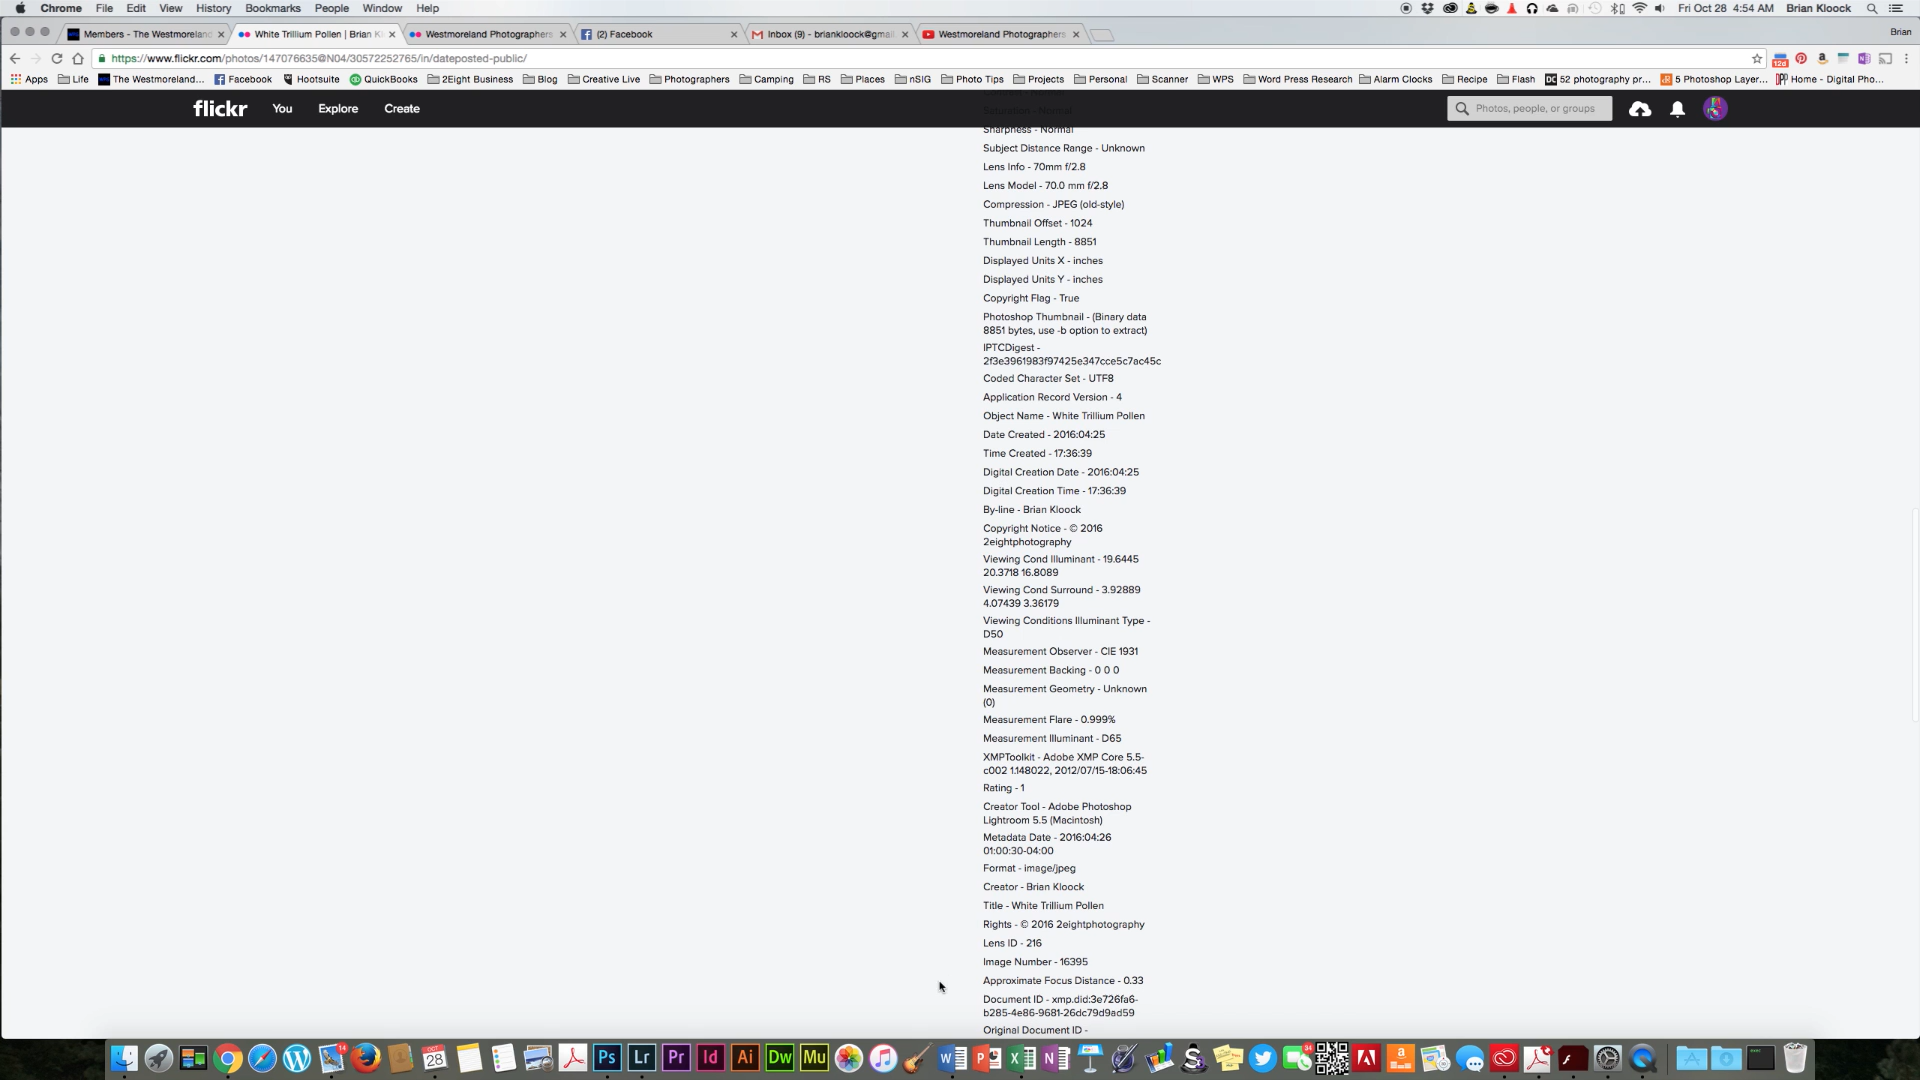 Chrome File Edit View History Bookmarks People Window Help Fri Oct 28 4:54 AM Brian Kloock
Members - The Westmoreland White Trillium Pollen | Brian K Westmoreland Photographers (2) Facebook Inbox (9) - briankloock@gmai Westmoreland Photographers Brian
https://www.flickr.com/photos/147076635@N04/30572252765/in/dateposted-public/
Apps Life The Westmoreland... Facebook Hootsuite QuickBooks 2Eight Business Blog Creative Live Photographers Camping RS Places nSIG Photo Tips Projects Personal Scanner WPS Word Press Research Alarm Clocks Recipe Flash 52 photography pr... 5 Photoshop Layer... Home - Digital Pho...
flickr You Explore Create Photos, people, or groups
Saturation - Normal
Sharpness - Normal
Subject Distance Range - Unknown
Lens Info - 70mm f/2.8
Lens Model - 70.0 mm f/2.8
Compression - JPEG (old-style)
Thumbnail Offset - 1024
Thumbnail Length - 8851
Displayed Units X - inches
Displayed Units Y - inches
Copyright Flag - True
Photoshop Thumbnail - (Binary data
8851 bytes, use -b option to extract)
IPTCDigest -
2f3e3961983f97425e347cce5c7ac45c
Coded Character Set - UTF8
Application Record Version - 4
Object Name - White Trillium Pollen
Date Created - 2016:04:25
Time Created - 17:36:39
Digital Creation Date - 2016:04:25
Digital Creation Time - 17:36:39
By-line - Brian Kloock
Copyright Notice - © 2016
2eightphotography
Viewing Cond Illuminant - 19.6445
20.3718 16.8089
Viewing Cond Surround - 3.92889
4.07439 3.36179
Viewing Conditions Illuminant Type -
D50
Measurement Observer - CIE 1931
Measurement Backing - 0 0 0
Measurement Geometry - Unknown
(0)
Measurement Flare - 0.999%
Measurement Illuminant - D65
XMPToolkit - Adobe XMP Core 5.5-
c002 1.148022, 2012/07/15-18:06:45
Rating - 1
Creator Tool - Adobe Photoshop
Lightroom 5.5 (Macintosh)
Metadata Date - 2016:04:26
01:00:30-04:00
Format - image/jpeg
Creator - Brian Kloock
Title - White Trillium Pollen
Rights - © 2016 2eightphotography
Lens ID - 216
Image Number - 16395
Approximate Focus Distance - 0.33
Document ID - xmp.did:3e726fa6-
b285-4e86-9681-26dc79d9ad59
Original Document ID -
14 OCT 28 Ps Lr Pr Id Ai Dw Mu 34